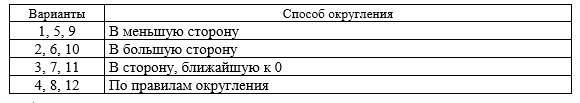 Варианты Способ округления
1, 5, 9 В меньшую сторону
2, 6, 10 В большую сторону
3, 7, 11 В сторону, ближайшую к 0
4, 8, 12 По правилам округления